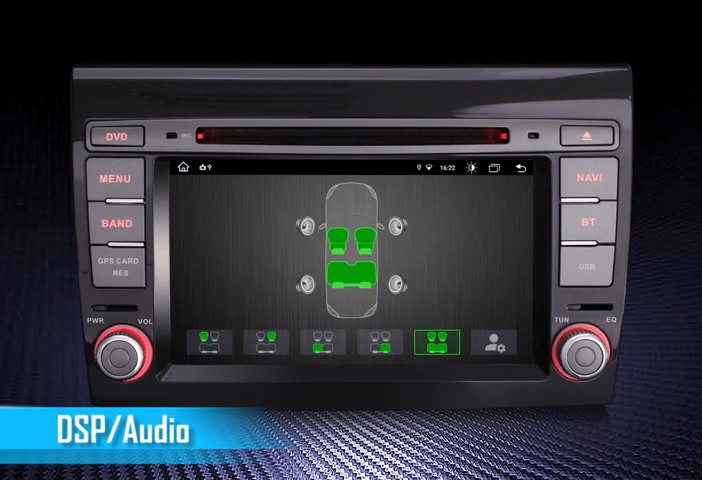 DVD
MIC
MENU
BAND
GPS CARD
RES
PWR
VOL
16:22
NAVI
BT
USB
TUN
EQ
DSP/Audio